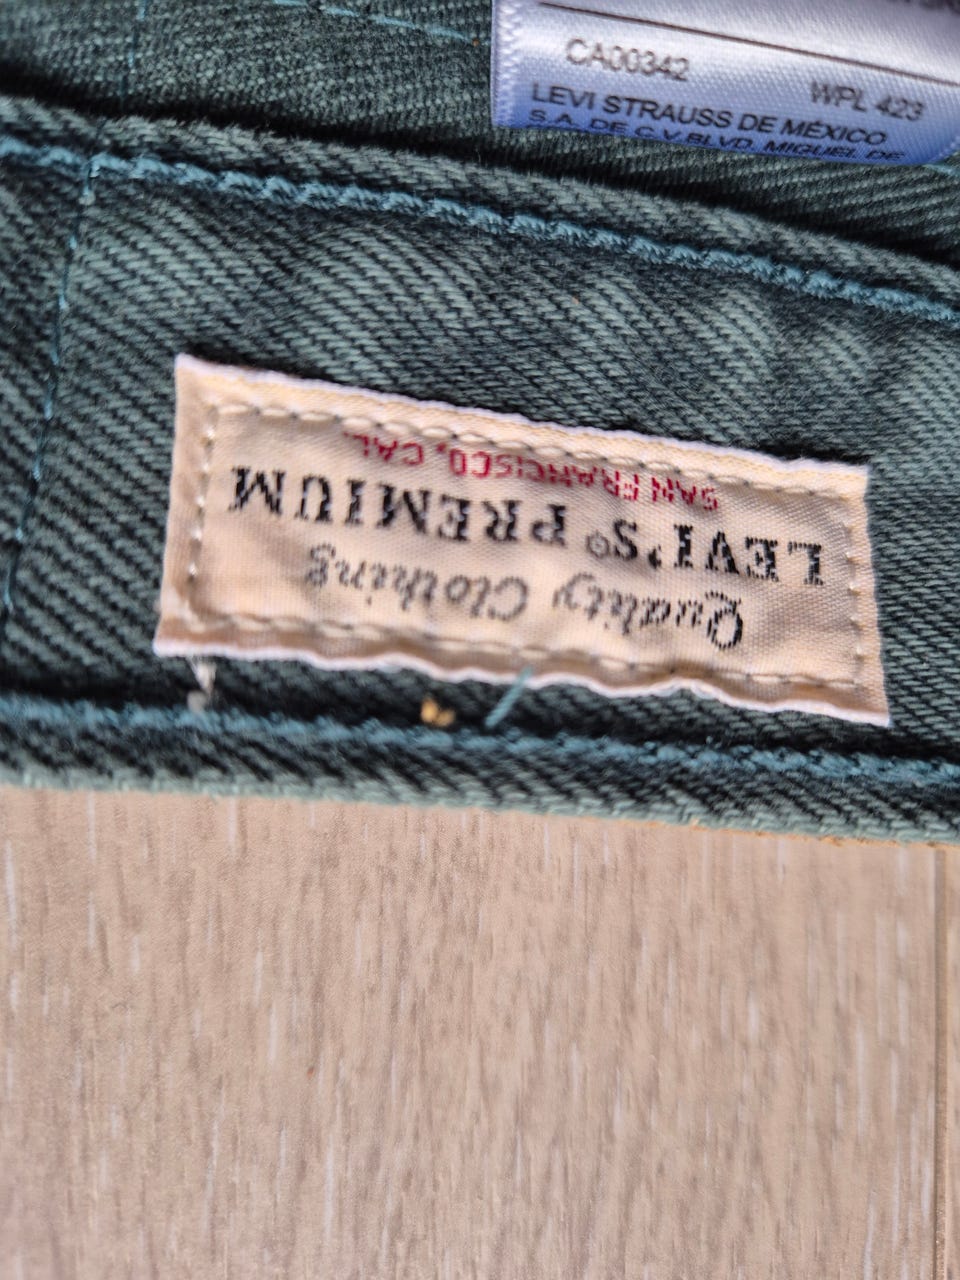 CA00342 WPL 423
LEVI STRAUSS DE MÉXICO
S.A. DE C.V. BLVD. MIGUEL DE
Quality Clothing
LEVI'S® PREMIUM
SAN FRANCISCO, CAL